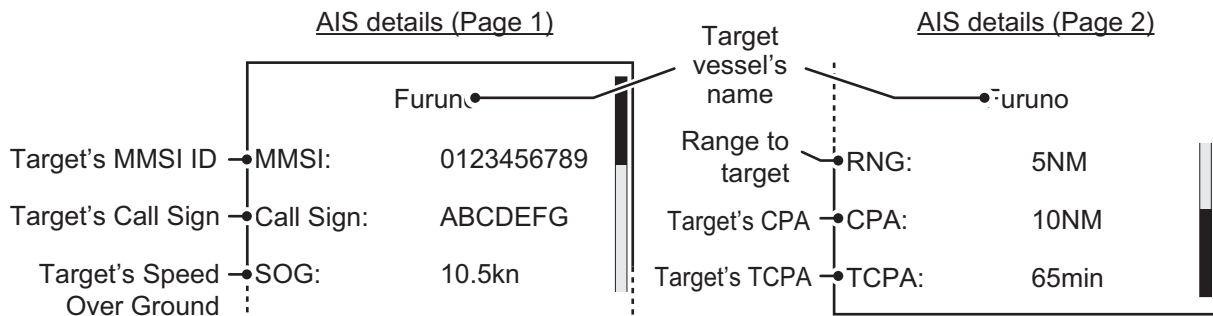 AIS details (Page 1)
Target
vessel's
name
AIS details (Page 2)
Furuno
Furuno
Target's MMSI ID
MMSI: 0123456789
Target's Call Sign
Call Sign: ABCDEFG
Target's Speed
Over Ground
SOG: 10.5kn
Range to
target
RNG: 5NM
Target's CPA
CPA: 10NM
Target's TCPA
TCPA: 65min